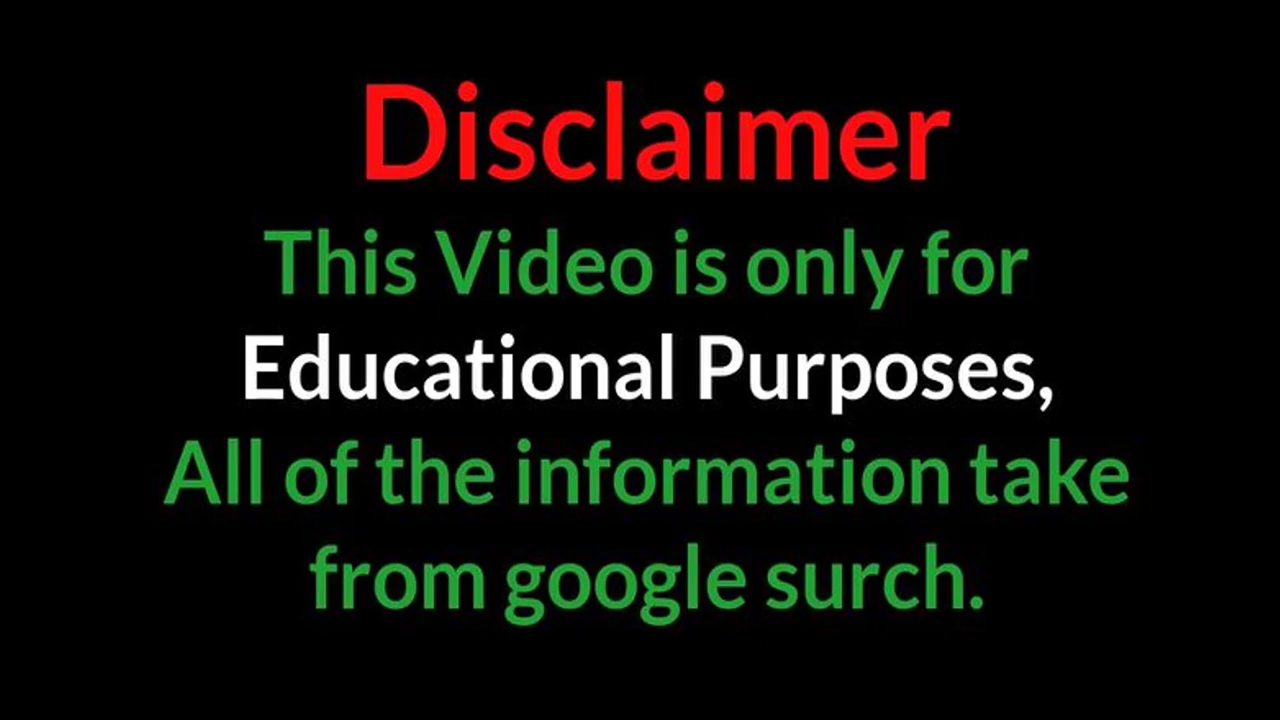 Disclaimer
This Video is only for
Educational Purposes,
All of the information take
from google surch.